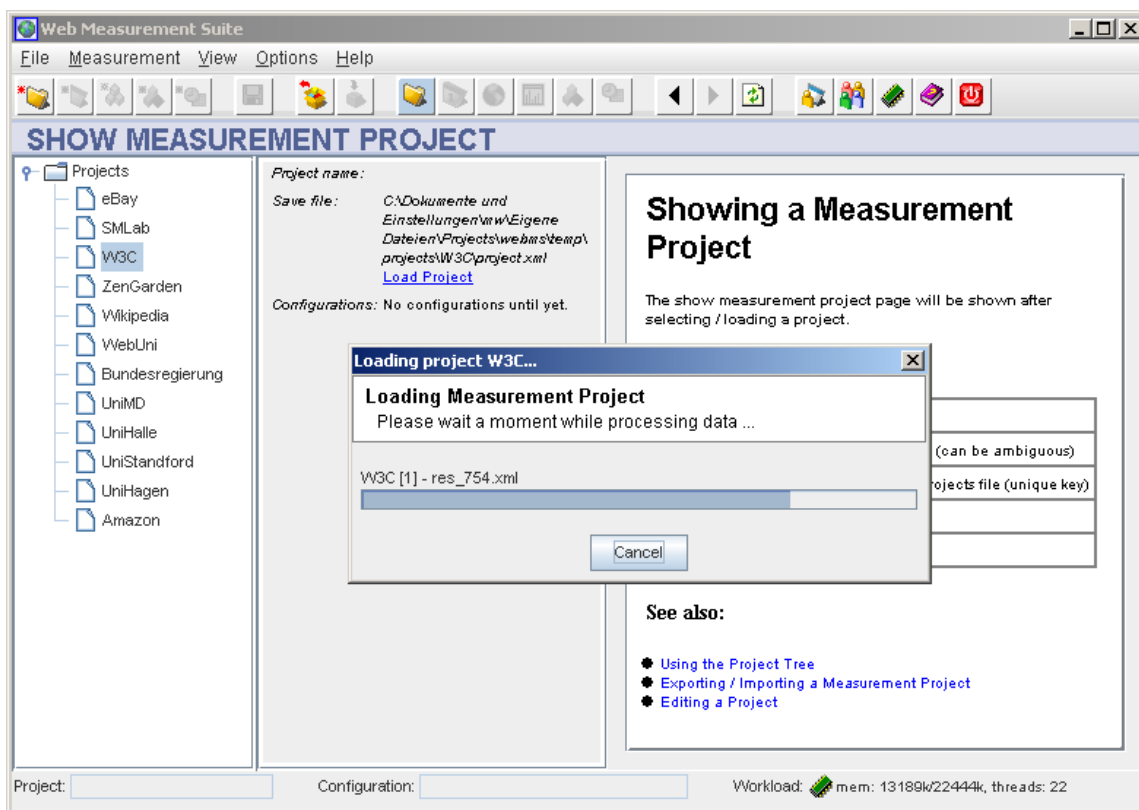 Web Measurement Suite
File Measurement View Options Help
SHOW MEASUREMENT PROJECT
Projects
eBay
SMLab
W3C
ZenGarden
Wikipedia
WebUni
Bundesregierung
UniMD
UniHalle
UniStandford
UniHagen
Amazon
Project name:
Save file: C:\Dokumente und
Einstellungen\mw\Eigene
Dateien\Projects\webms\temp\
projects\W3C\project.xml
Load Project
Configurations: No configurations until yet.
Showing a Measurement
Project
The show measurement project page will be shown after
selecting / loading a project.
(can be ambiguous)
rojects file (unique key)
See also:
Using the Project Tree
Exporting / Importing a Measurement Project
Editing a Project
Loading project W3C...
Loading Measurement Project
Please wait a moment while processing data ...
W3C [1] - res_754.xml
Cancel
Project: Configuration: Workload: mem: 13189k/22444k, threads: 22